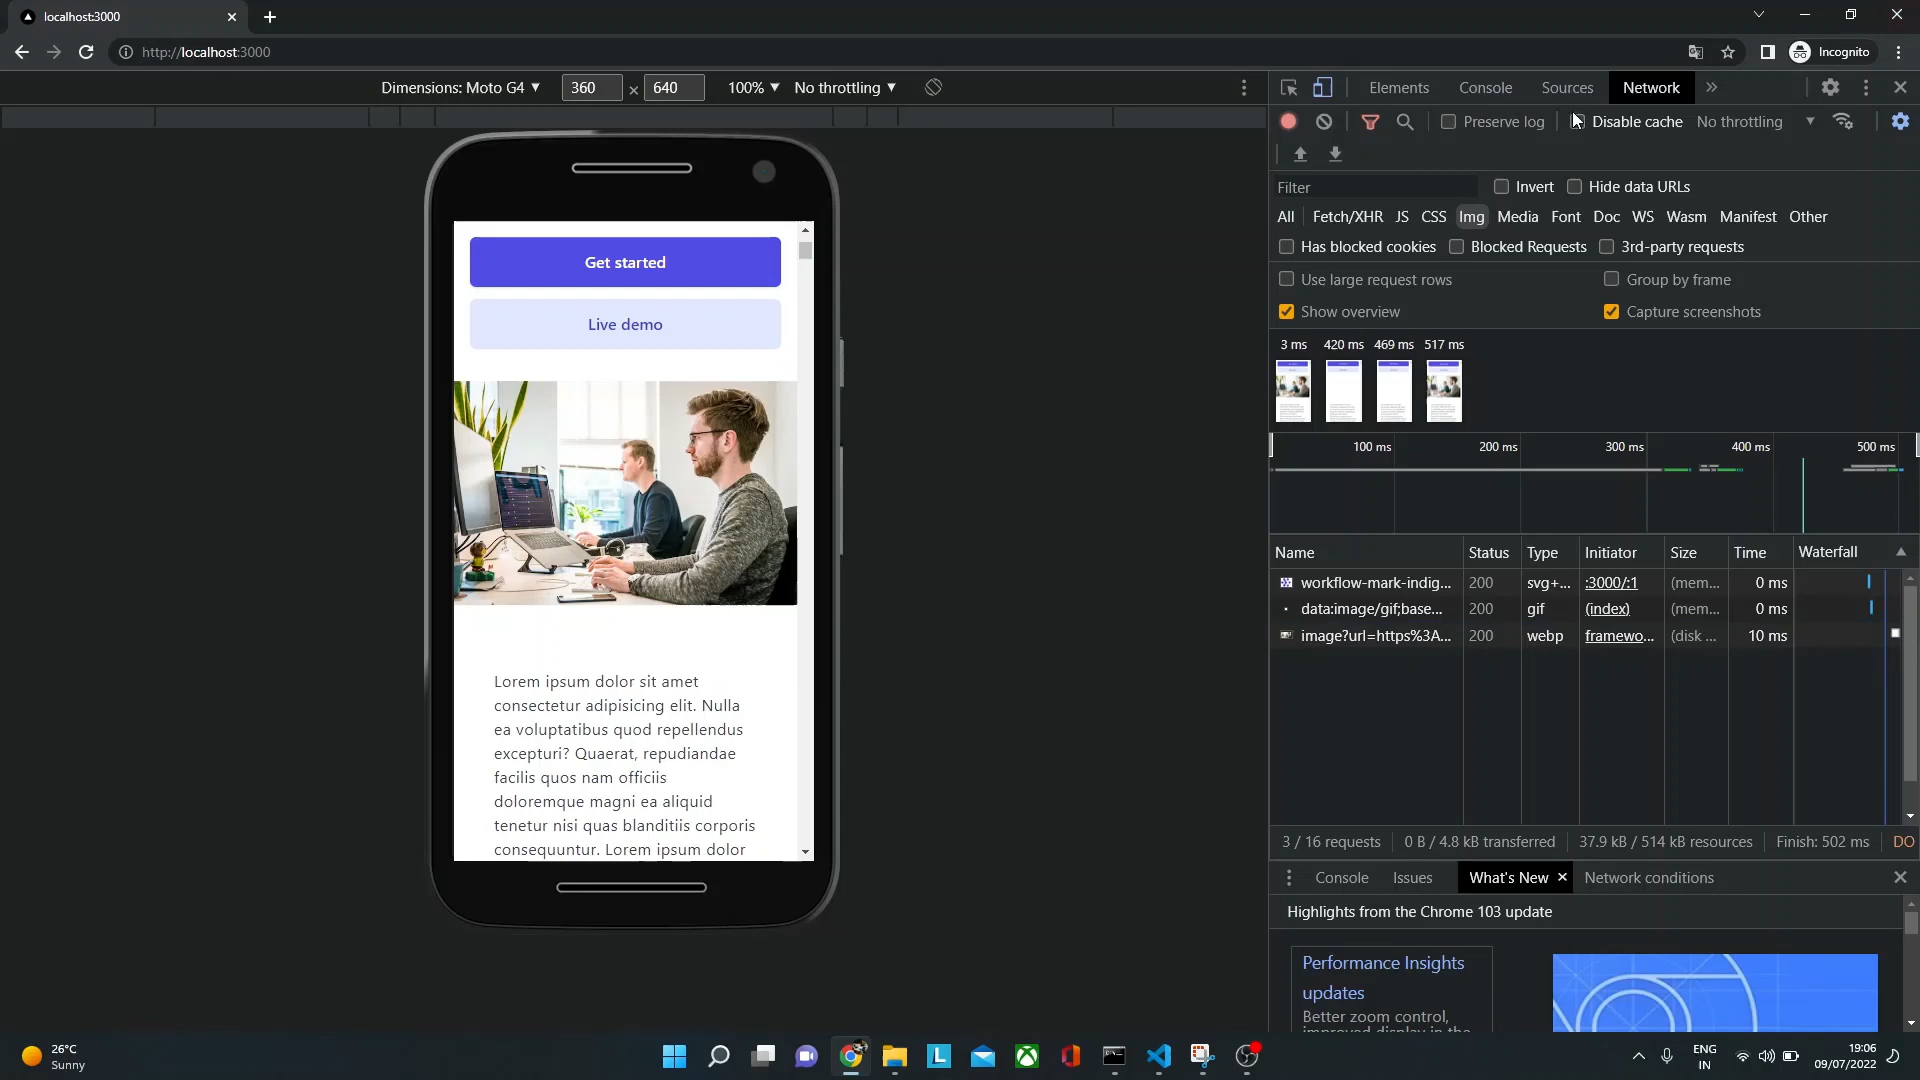 localhost:3000
http://localhost:3000
Incognito
Dimensions: Moto G4
360 × 640
100%
No throttling
Elements
Console
Sources
Network
Preserve log
Disable cache
No throttling
Filter
Invert
Hide data URLs
All
Fetch/XHR
JS
CSS
Img
Media
Font
Doc
WS
Wasm
Manifest
Other
Has blocked cookies
Blocked Requests
3rd-party requests
Use large request rows
Group by frame
Show overview
Capture screenshots
3 ms
420 ms
469 ms
517 ms
100 ms
200 ms
300 ms
400 ms
500 ms
Name
Status
Type
Initiator
Size
Time
Waterfall
workflow-mark-indig... 200 svg+... :3000/:1 (mem... 0 ms
data:image/gif;base... 200 gif (index) (mem... 0 ms
image?url=https%3A... 200 webp framewo... (disk ... 10 ms
3 / 16 requests
0 B / 4.8 kB transferred
37.9 kB / 514 kB resources
Finish: 502 ms
DO
Console
Issues
What's New
Network conditions
Highlights from the Chrome 103 update
Performance Insights
updates
Better zoom control,
improved display in the
Get started
Live demo
Lorem ipsum dolor sit amet
consectetur adipisicing elit. Nulla
ea voluptatibus quod repellendus
excepturi? Quaerat, repudiandae
facilis quos nam officiis
doloremque magni ea aliquid
tenetur nisi quas blanditiis corporis
consequuntur. Lorem ipsum dolor
26°C
Sunny
L
ENG
IN
19:06
09/07/2022